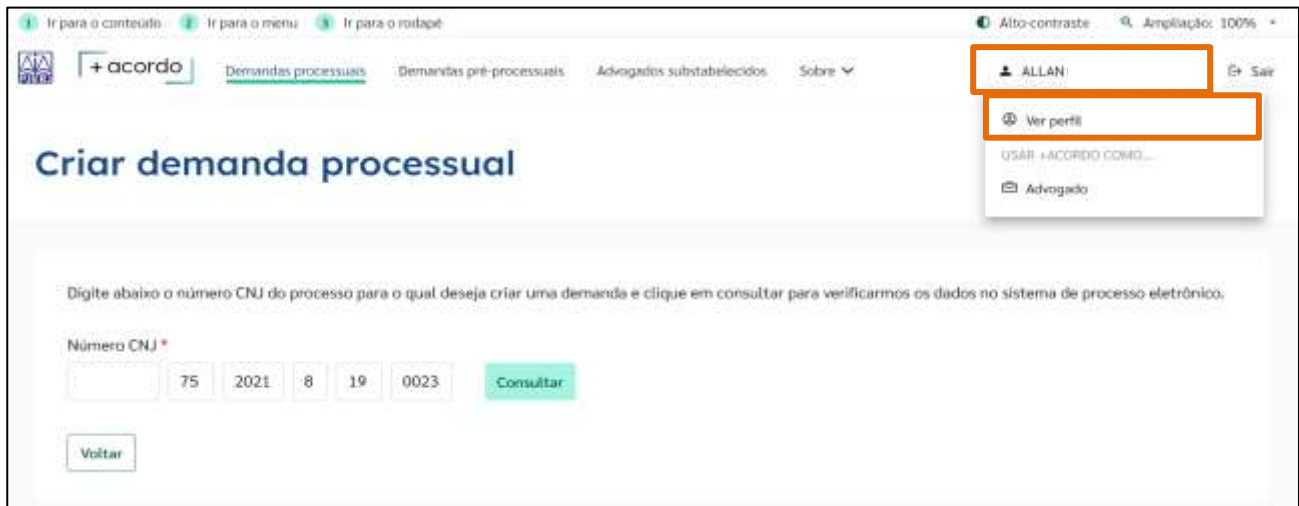 1 Ir para o conteúdo 2 Ir para o menu 3 Ir para o rodapé Alto-contraste Ampliação: 100%
+acordo Demandas processuais Demandas pré-processuais Advogados substabelecidos Sobre ALLAN Sair
Ver perfil
Criar demanda processual
USAR +ACORDO COMO...
Advogado
Digite abaixo o número CNJ do processo para o qual deseja criar uma demanda e clique em consultar para verificarmos os dados no sistema de processo eletrônico.
Número CNJ *
75 2021 8 19 0023 Consultar
Voltar